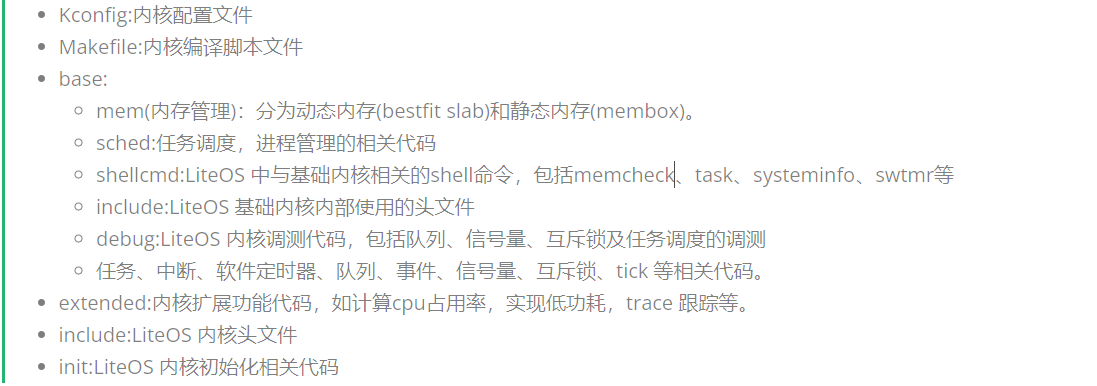 Kconfig:内核配置文件
Makefile:内核编译脚本文件
base:
mem(内存管理)：分为动态内存(bestfit slab)和静态内存(membox)。
sched:任务调度，进程管理的相关代码
shellcmd:LiteOS 中与基础内核相关的shell命令，包括memcheck、task、systeminfo、swtmr等
include:LiteOS 基础内核内部使用的头文件
debug:LiteOS 内核调测代码，包括队列、信号量、互斥锁及任务调度的调测
任务、中断、软件定时器、队列、事件、信号量、互斥锁、tick 等相关代码。
extended:内核扩展功能代码，如计算cpu占用率，实现低功耗，trace 跟踪等。
include:LiteOS 内核头文件
init:LiteOS 内核初始化相关代码